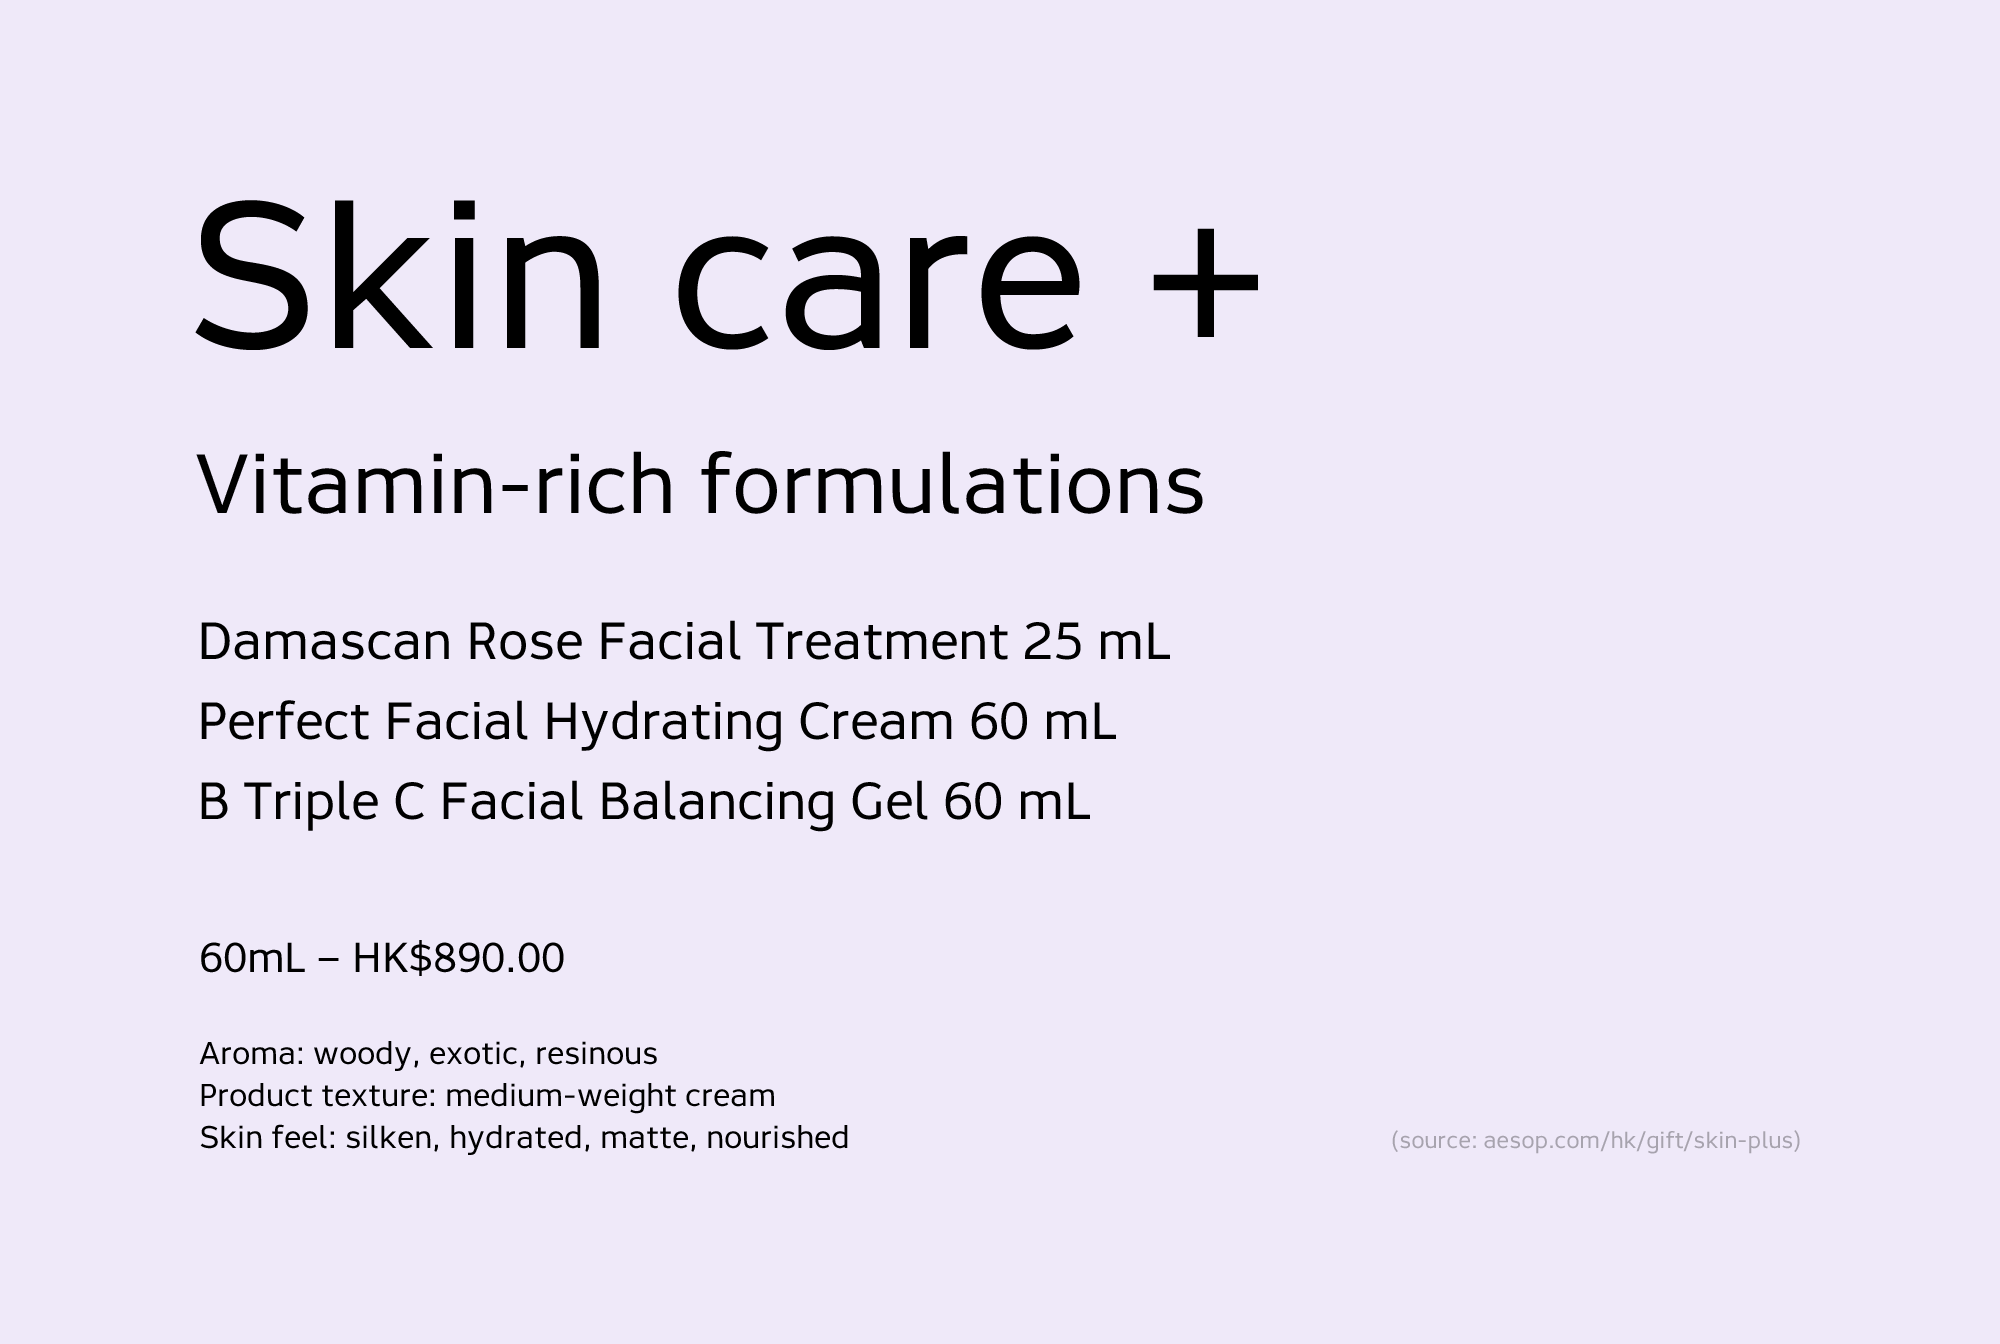 Skin care +
Vitamin-rich formulations
Damascan Rose Facial Treatment 25 mL
Perfect Facial Hydrating Cream 60 mL
B Triple C Facial Balancing Gel 60 mL
60mL – HK$890.00
Aroma: woody, exotic, resinous
Product texture: medium-weight cream
Skin feel: silken, hydrated, matte, nourished
(source: aesop.com/hk/gift/skin-plus)